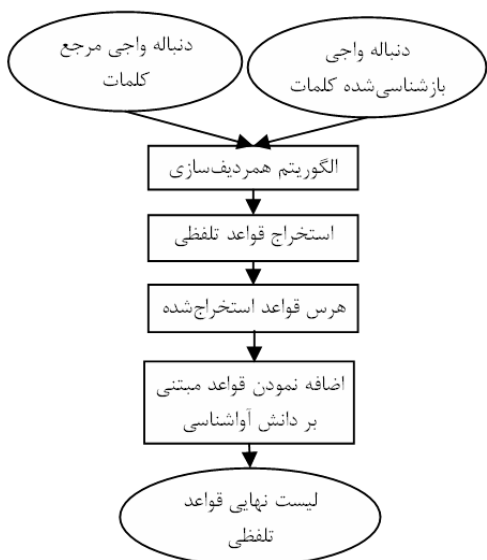 دنباله واجی
بازشناسی‌شده کلمات
دنباله واجی مرجع
کلمات
الگوریتم همردیف‌سازی
استخراج قواعد تلفظی
هرس قواعد استخراج‌شده
اضافه نمودن قواعد مبتنی
بر دانش آواشناسی
لیست نهایی قواعد
تلفظی